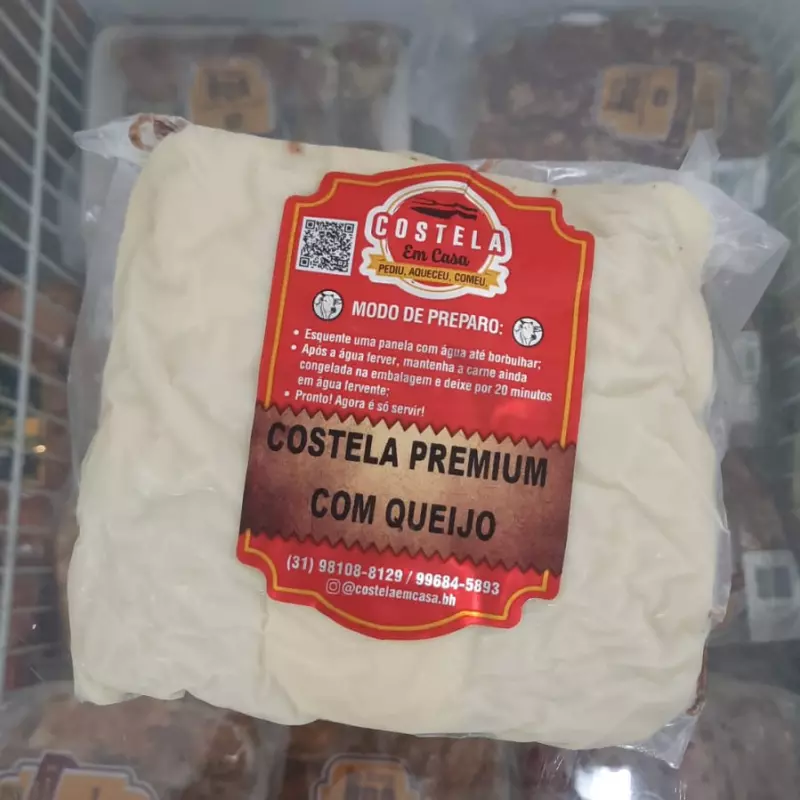 COSTELA
Em Casa
PEDIU, AQUECEU, COMEU.
MODO DE PREPARO:
• Esquente uma panela com água até borbulhar;
• Após a água ferver, mantenha a carne ainda
congelada na embalagem e deixe por 20 minutos
em água fervente;
• Pronto! Agora é só servir!
COSTELA PREMIUM
COM QUEIJO
(31) 98108-8129 / 99684-5893
@costelaemcasa.bh